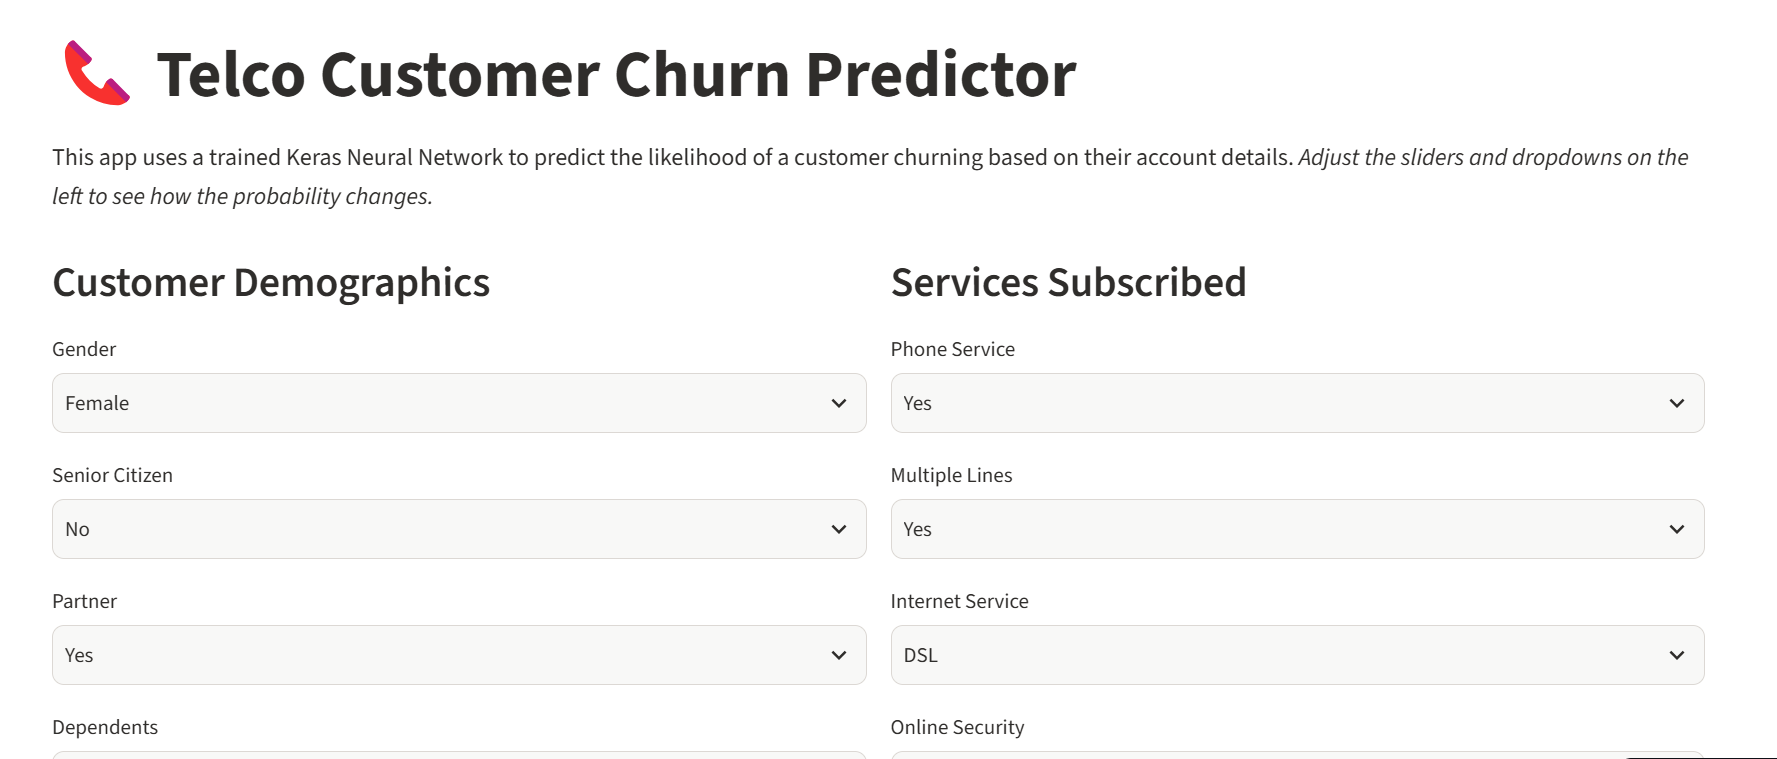 Telco Customer Churn Predictor
This app uses a trained Keras Neural Network to predict the likelihood of a customer churning based on their account details. Adjust the sliders and dropdowns on the
left to see how the probability changes.
Customer Demographics
Gender
Female
Senior Citizen
No
Partner
Yes
Dependents
Services Subscribed
Phone Service
Yes
Multiple Lines
Yes
Internet Service
DSL
Online Security